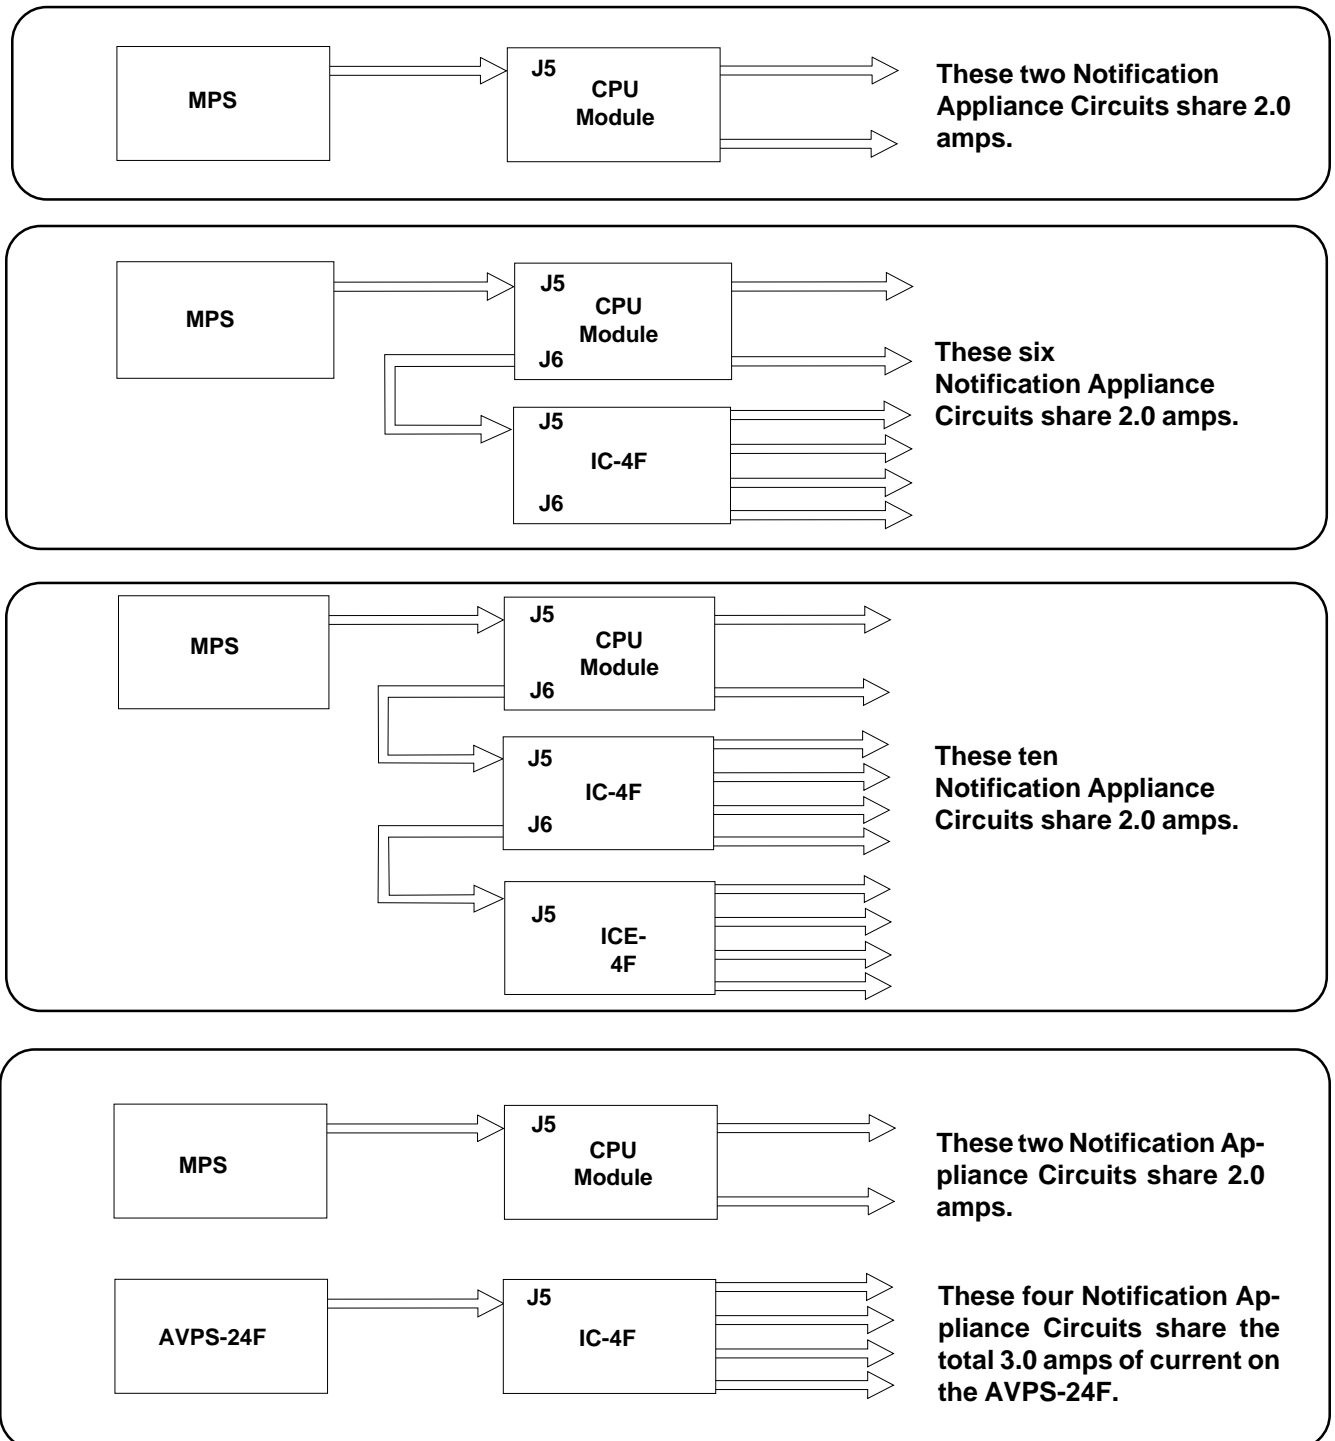 MPS
J5
CPU
Module
These two Notification
Appliance Circuits share 2.0
amps.
MPS
J5
CPU
Module
J6
J5
IC-4F
J6
These six
Notification Appliance
Circuits share 2.0 amps.
MPS
J5
CPU
Module
J6
J5
IC-4F
J6
J5
ICE-
4F
These ten
Notification Appliance
Circuits share 2.0 amps.
MPS
J5
CPU
Module
These two Notification Ap-
pliance Circuits share 2.0
amps.
AVPS-24F
J5
IC-4F
These four Notification Ap-
pliance Circuits share the
total 3.0 amps of current on
the AVPS-24F.